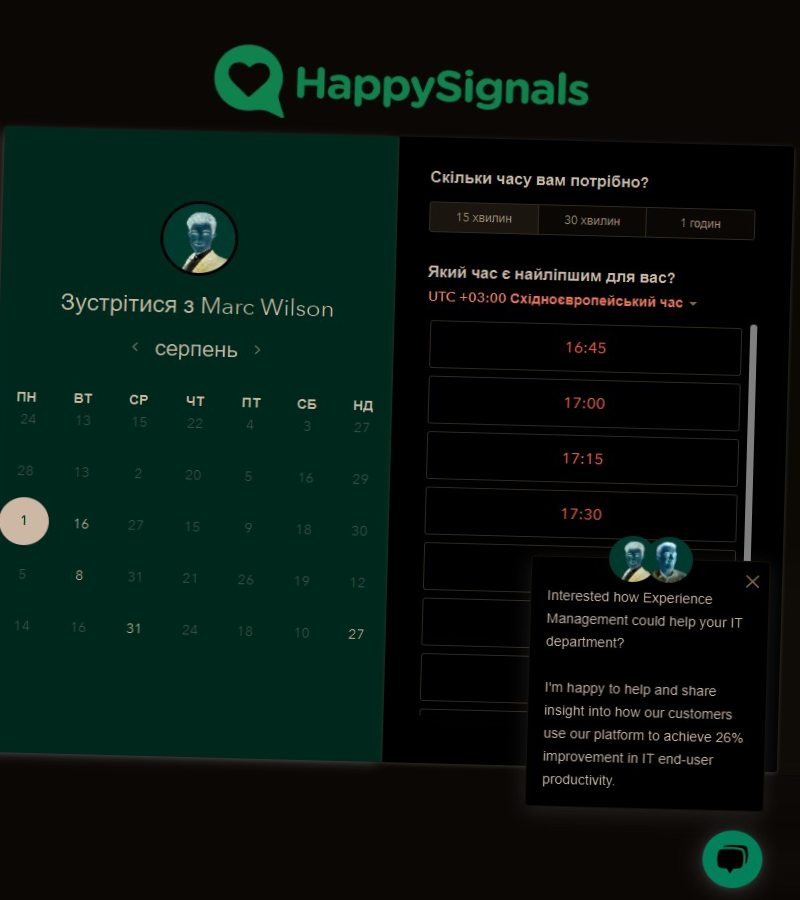 HappySignals
Зустрітися з Marc Wilson
серпень
ПН ВТ СР ЧТ ПТ СБ НД
24 13 15 22 4 3 27
28 13 2 20 5 16 29
1 16 27 15 9 18 30
5 8 31 21 26 19 12
14 16 31 24 18 10 27
Скільки часу вам потрібно?
15 хвилин 30 хвилин 1 годин
Який час є найліпшим для вас?
UTC +03:00 Східноєвропейський час
16:45
17:00
17:15
17:30
Interested how Experience
Management could help your IT
department?
I'm happy to help and share
insight into how our customers
use our platform to achieve 26%
improvement in IT end-user
productivity.